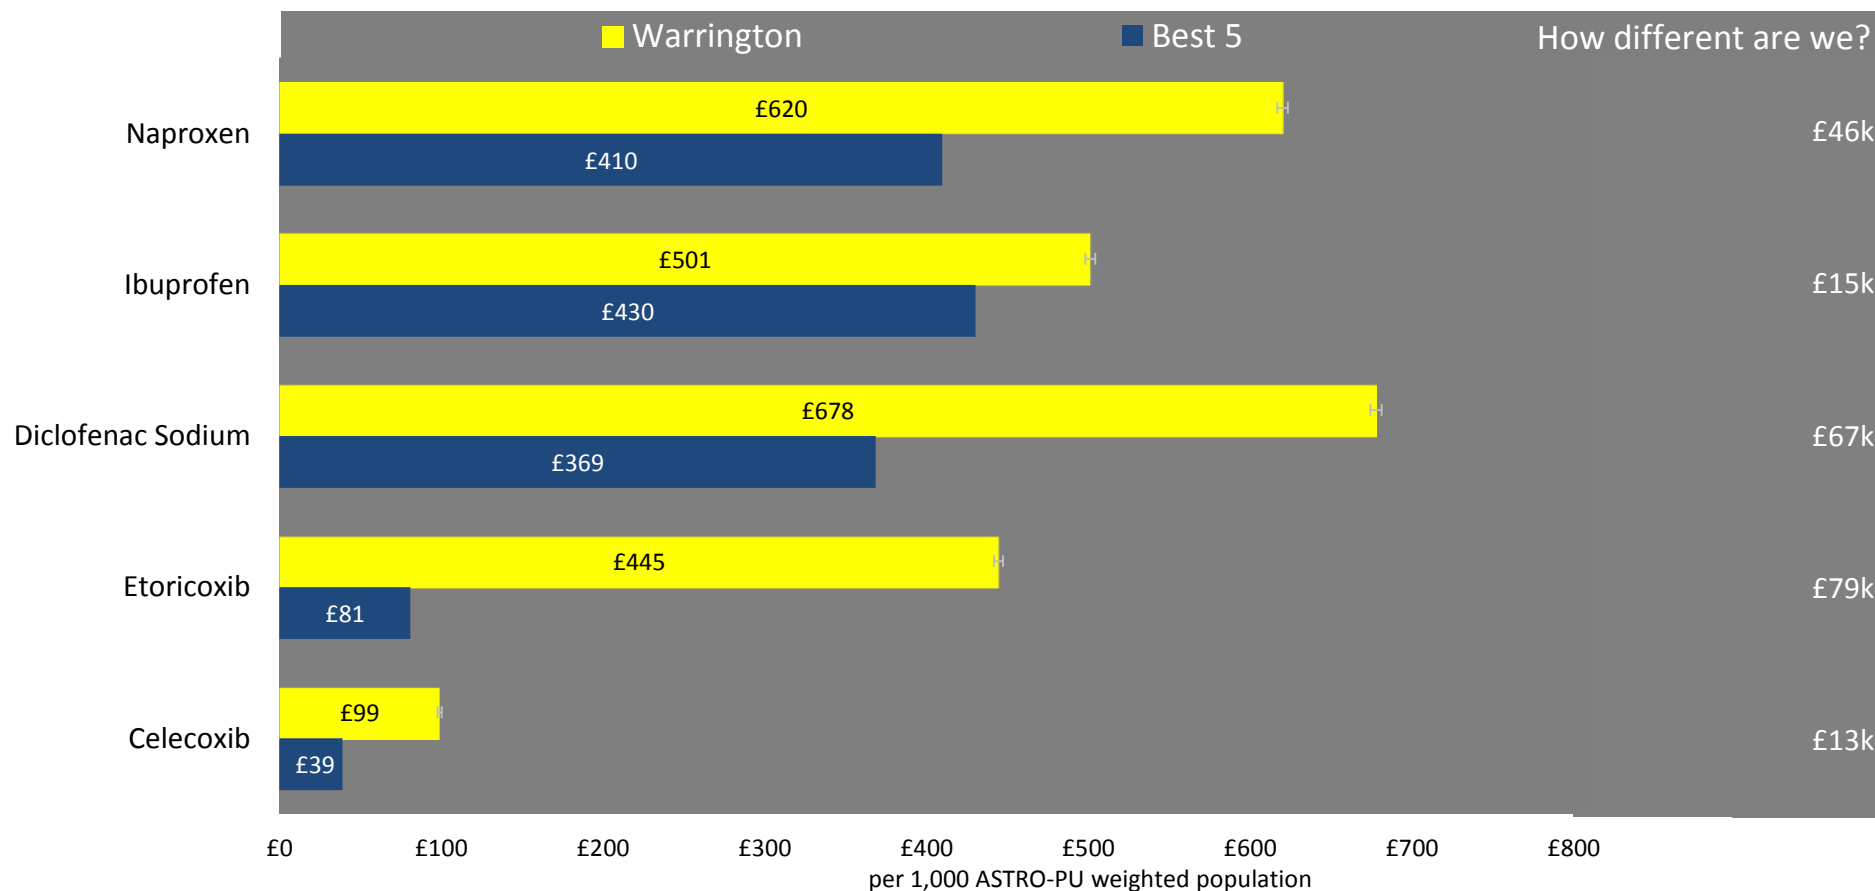 Warrington Best 5 How different are we?
Naproxen £620 £46k
£410
Ibuprofen £501 £15k
£430
Diclofenac Sodium £678 £67k
£369
Etoricoxib £445 £79k
£81
Celecoxib £99 £13k
£39
£0 £100 £200 £300 £400 £500 £600 £700 £800
per 1,000 ASTRO-PU weighted population